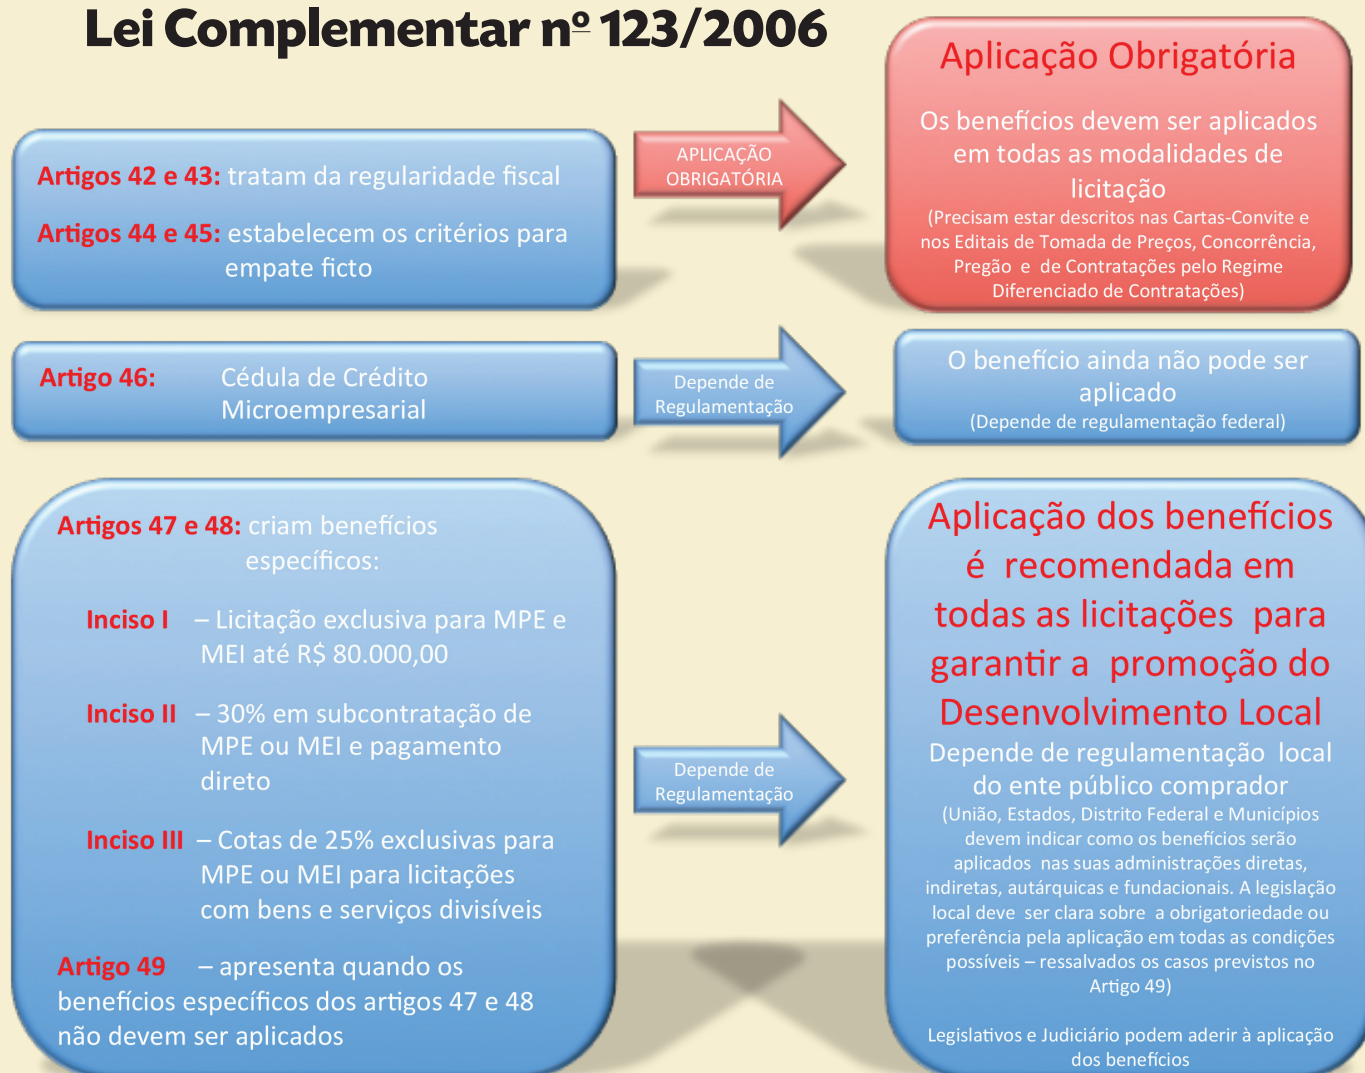 Lei Complementar nº 123/2006
Artigos 42 e 43: tratam da regularidade fiscal
Artigos 44 e 45: estabelecem os critérios para
empate ficto
APLICAÇÃO
OBRIGATÓRIA
Aplicação Obrigatória
Os benefícios devem ser aplicados
em todas as modalidades de
licitação
(Precisam estar descritos nas Cartas-Convite e
nos Editais de Tomada de Preços, Concorrência,
Pregão e de Contratações pelo Regime
Diferenciado de Contratações)
Artigo 46: Cédula de Crédito
Microempresarial
Depende de
Regulamentação
O benefício ainda não pode ser
aplicado
(Depende de regulamentação federal)
Artigos 47 e 48: criam benefícios
específicos:
Inciso I – Licitação exclusiva para MPE e
MEI até R$ 80.000,00
Inciso II – 30% em subcontratação de
MPE ou MEI e pagamento
direto
Inciso III – Cotas de 25% exclusivas para
MPE ou MEI para licitações
com bens e serviços divisíveis
Artigo 49 – apresenta quando os
benefícios específicos dos artigos 47 e 48
não devem ser aplicados
Depende de
Regulamentação
Aplicação dos benefícios
é recomendada em
todas as licitações para
garantir a promoção do
Desenvolvimento Local
Depende de regulamentação local
do ente público comprador
(União, Estados, Distrito Federal e Municípios
devem indicar como os benefícios serão
aplicados nas suas administrações diretas,
indiretas, autárquicas e fundacionais. A legislação
local deve ser clara sobre a obrigatoriedade ou
preferência pela aplicação em todas as condições
possíveis – ressalvados os casos previstos no
Artigo 49)
Legislativos e Judiciário podem aderir à aplicação
dos benefícios